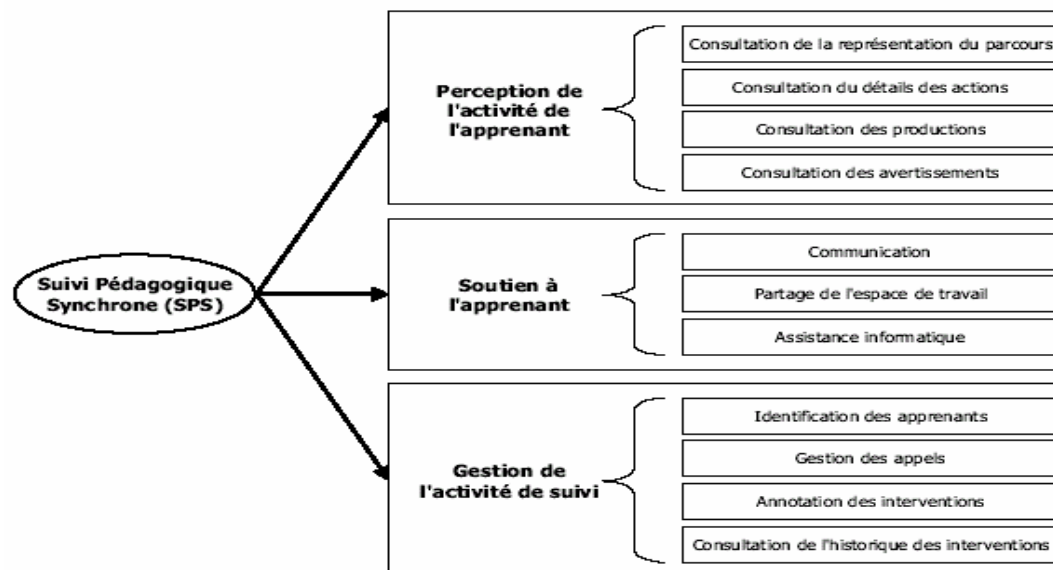 Suivi Pédagogique
Synchrone (SPS)
Perception de
l'activité de
l'apprenant
Consultation de la représentation du parcours
Consultation du détails des actions
Consultation des productions
Consultation des avertissements
Soutien à
l'apprenant
Communication
Partage de l'espace de travail
Assistance informatique
Gestion de
l'activité de suivi
Identification des apprenants
Gestion des appels
Annotation des interventions
Consultation de l'historique des interventions